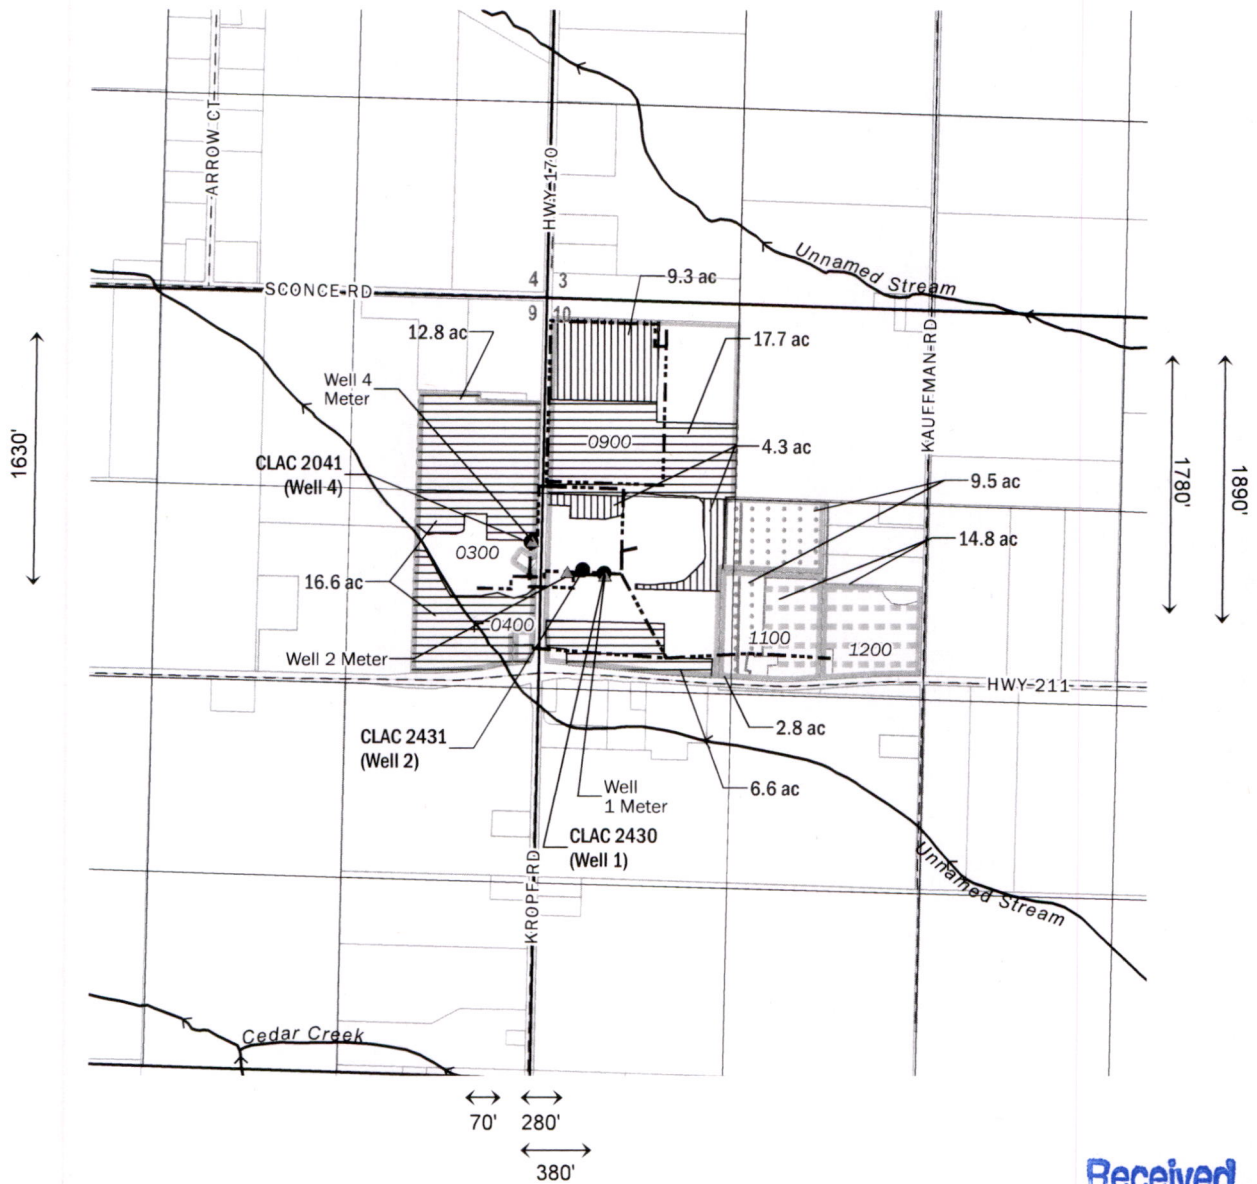 ARROW CT
HWY 170
Unnamed Stream
SCONCE RD
4 3
9 10
9.3 ac
12.8 ac
17.7 ac
KAUFFMAN RD
Well 4
Meter
0900
4.3 ac
1630'
1780'
1890'
CLAC 2041
(Well 4)
9.5 ac
0300
14.8 ac
16.6 ac
0400
1100
1200
Well 2 Meter
HWY 211
2.8 ac
CLAC 2431
(Well 2)
6.6 ac
Well
1 Meter
CLAC 2430
(Well 1)
KROPF RD
Unnamed Stream
Cedar Creek
70'
280'
380'
Received